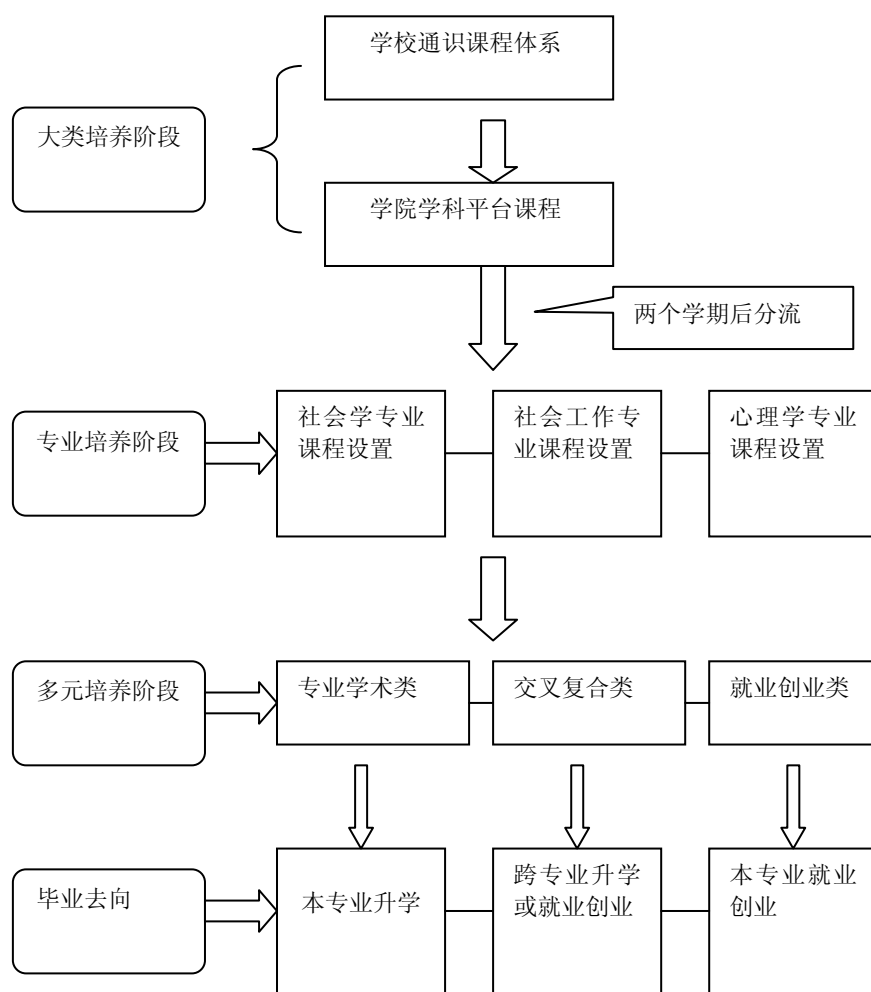 学校通识课程体系
大类培养阶段
学院学科平台课程
两个学期后分流
专业培养阶段
社会学专业
课程设置
社会工作专
业课程设置
心理学专业
课程设置
多元培养阶段
专业学术类
交叉复合类
就业创业类
毕业去向
本专业升学
跨专业升学
或就业创业
本专业就业
创业